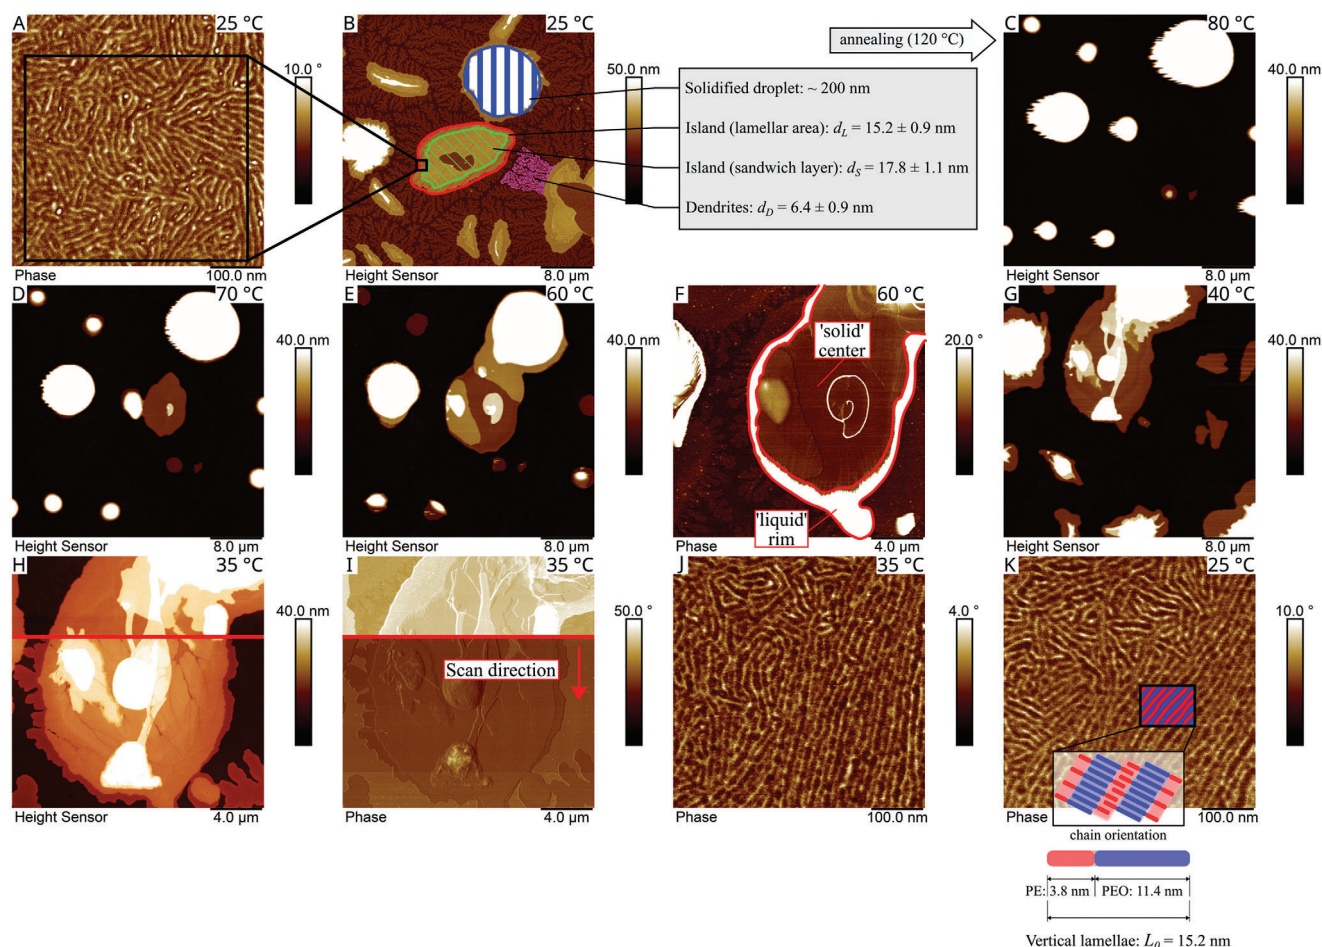 A 25 °C
10.0 °
Phase 100.0 nm
B 25 °C
50.0 nm
Height Sensor 8.0 µm
annealing (120 °C)
Solidified droplet: ~ 200 nm
Island (lamellar area): d_L = 15.2 ± 0.9 nm
Island (sandwich layer): d_S = 17.8 ± 1.1 nm
Dendrites: d_D = 6.4 ± 0.9 nm
C 80 °C
40.0 nm
Height Sensor 8.0 µm
D 70 °C
40.0 nm
Height Sensor 8.0 µm
E 60 °C
40.0 nm
Height Sensor 8.0 µm
F 60 °C
20.0 °
'solid'
center
'liquid'
rim
Phase 4.0 µm
G 40 °C
40.0 nm
Height Sensor 8.0 µm
H 35 °C
40.0 nm
Height Sensor 4.0 µm
I 35 °C
50.0 °
Scan direction
Phase 4.0 µm
J 35 °C
4.0 °
Phase 100.0 nm
K 25 °C
10.0 °
Phase 100.0 nm
chain orientation
PE: 3.8 nm PEO: 11.4 nm
Vertical lamellae: L_0 = 15.2 nm